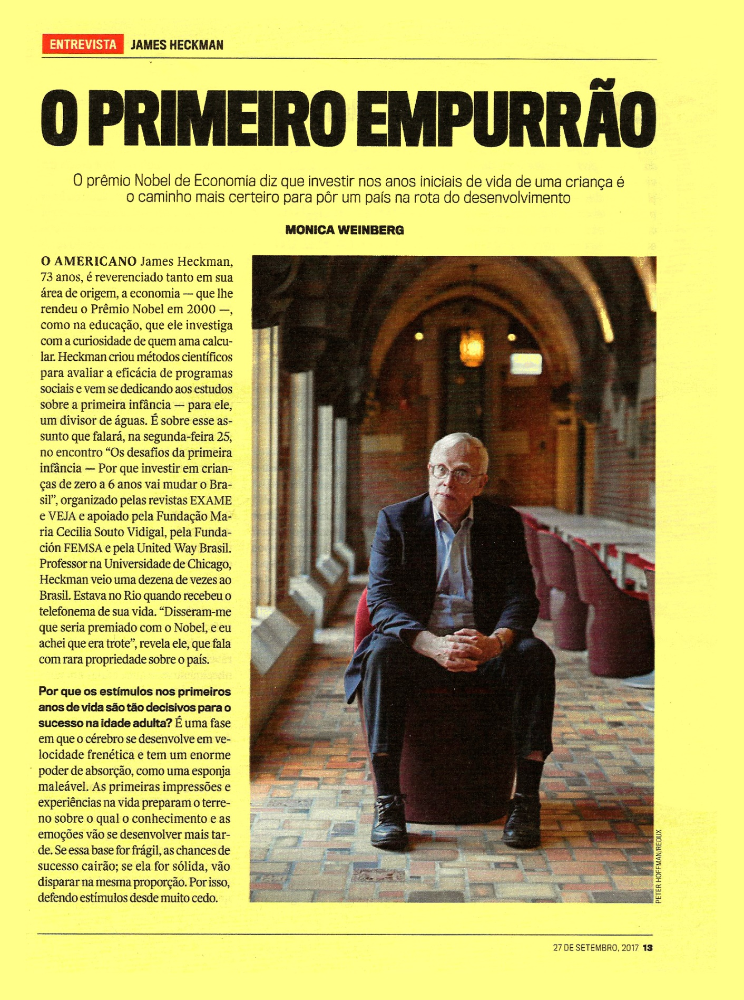 ENTREVISTA JAMES HECKMAN
O PRIMEIRO EMPURRÃO
O prêmio Nobel de Economia diz que investir nos anos iniciais de vida de uma criança é
o caminho mais certeiro para pôr um país na rota do desenvolvimento
MONICA WEINBERG
O AMERICANO James Heckman,
73 anos, é reverenciado tanto em sua
área de origem, a economia — que lhe
rendeu o Prêmio Nobel em 2000 —,
como na educação, que ele investiga
com a curiosidade de quem ama calcu-
lar. Heckman criou métodos científicos
para avaliar a eficácia de programas
sociais e vem se dedicando aos estudos
sobre a primeira infância — para ele,
um divisor de águas. É sobre esse as-
sunto que falará, na segunda-feira 25,
no encontro “Os desafios da primeira
infância — Por que investir em crian-
ças de zero a 6 anos vai mudar o Bra-
sil”, organizado pelas revistas EXAME
e VEJA e apoiado pela Fundação Ma-
ria Cecilia Souto Vidigal, pela Funda-
ción FEMSA e pela United Way Brasil.
Professor na Universidade de Chicago,
Heckman veio uma dezena de vezes ao
Brasil. Estava no Rio quando recebeu o
telefonema de sua vida. “Disseram-me
que seria premiado com o Nobel, e eu
achei que era trote”, revela ele, que fala
com rara propriedade sobre o país.
Por que os estímulos nos primeiros
anos de vida são tão decisivos para o
sucesso na idade adulta? É uma fase
em que o cérebro se desenvolve em ve-
locidade frenética e tem um enorme
poder de absorção, como uma esponja
maleável. As primeiras impressões e
experiências na vida preparam o terre-
no sobre o qual o conhecimento e as
emoções vão se desenvolver mais tar-
de. Se essa base for frágil, as chances de
sucesso cairão; se ela for sólida, vão
disparar na mesma proporção. Por isso,
defendo estímulos desde muito cedo.
PETER HOFFMAN/REDUX
27 DE SETEMBRO, 2017 13